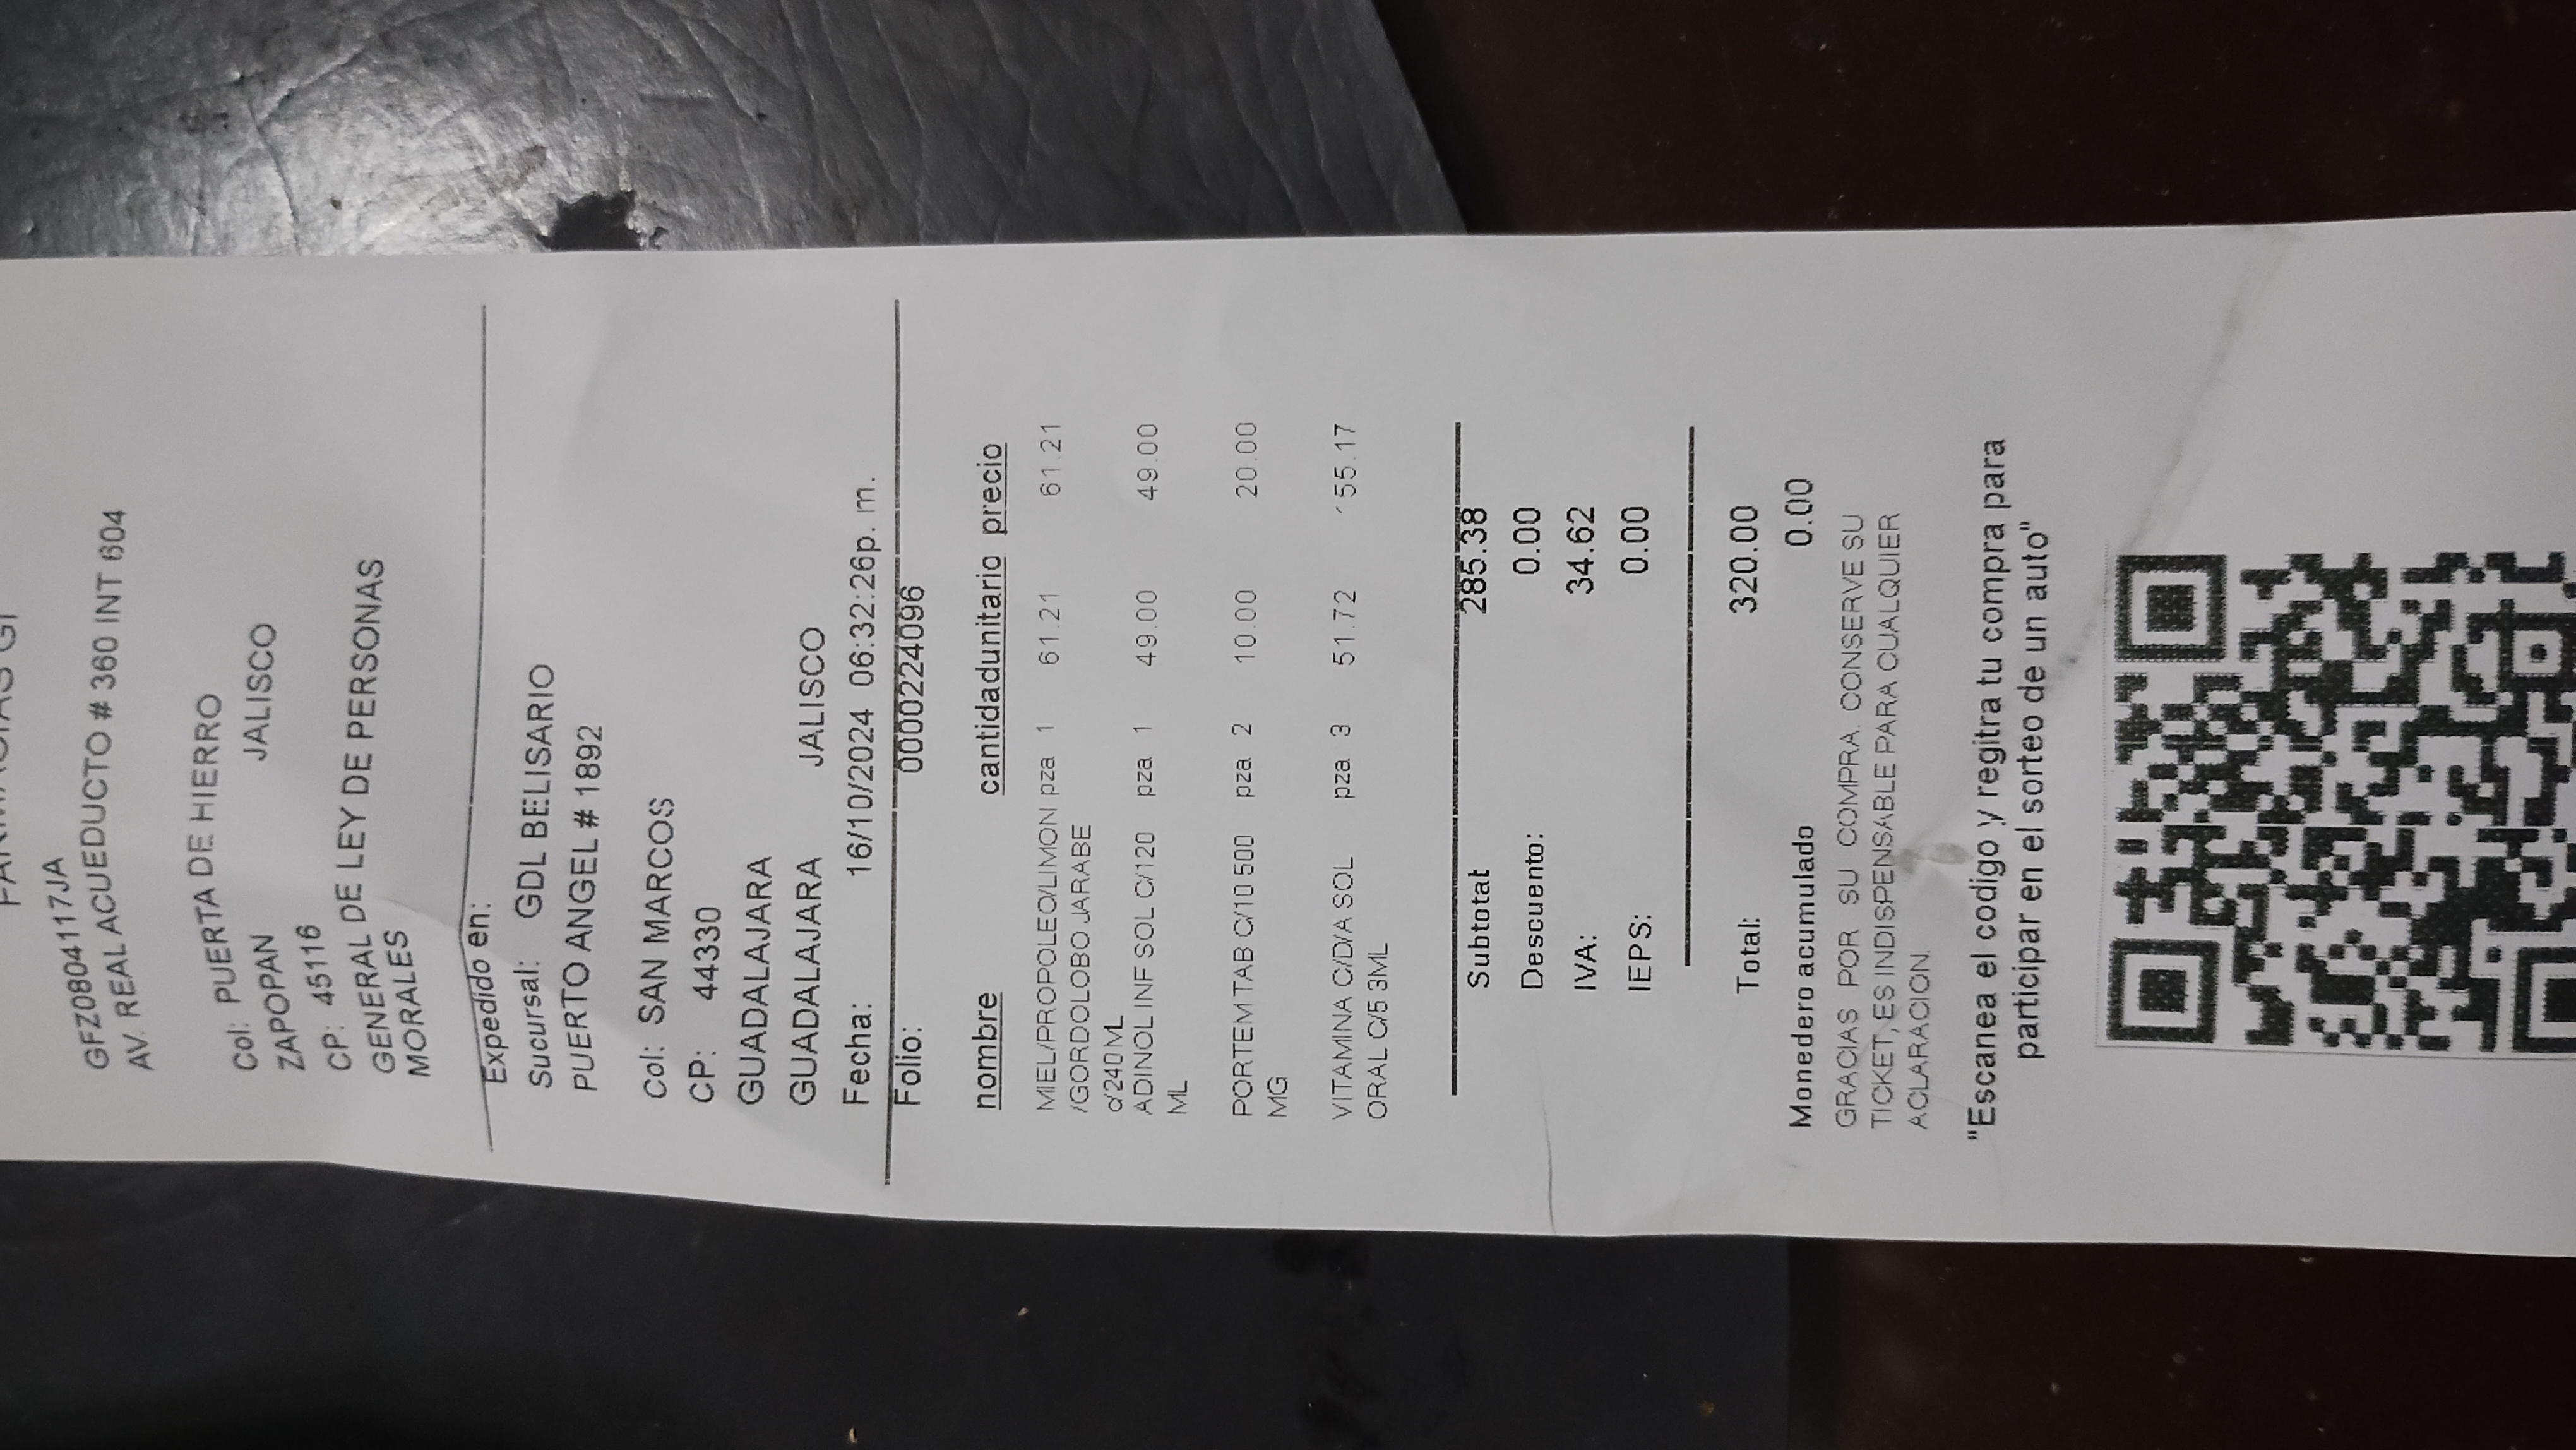 FARMACIAS GI
GFZ0804117JA
AV. REAL ACUEDUCTO # 360 INT 604
Col: PUERTA DE HIERRO
ZAPOPAN JALISCO
CP: 45116
GENERAL DE LEY DE PERSONAS
MORALES
Expedido en:
Sucursal: GDL BELISARIO
PUERTO ANGEL # 1892
Col: SAN MARCOS
CP: 44330
GUADALAJARA
GUADALAJARA JALISCO
Fecha: 16/10/2024 06:32:26p. m.
Folio: 00002224096
nombre cantidadunitario precio
MIEL/PROPOLEO/LIMON pza 1 61.21 61.21
/GORDOLOBO JARABE
c/240 ML
ADINOL INF SOL C/120 pza 1 49.00 49.00
ML
PORTEM TAB C/10 500 pza 2 10.00 20.00
MG
VITAMINA C/D/A SOL pza 3 51.72 155.17
ORAL C/5 3ML
Subtotat 285.38
Descuento: 0.00
IVA: 34.62
IEPS: 0.00
Total: 320.00
Monedero acumulado 0.00
GRACIAS POR SU COMPRA. CONSERVE SU
TICKET, ES INDISPENSABLE PARA CUALQUIER
ACLARACION.
"Escanea el codigo y regitra tu compra para
participar en el sorteo de un auto"